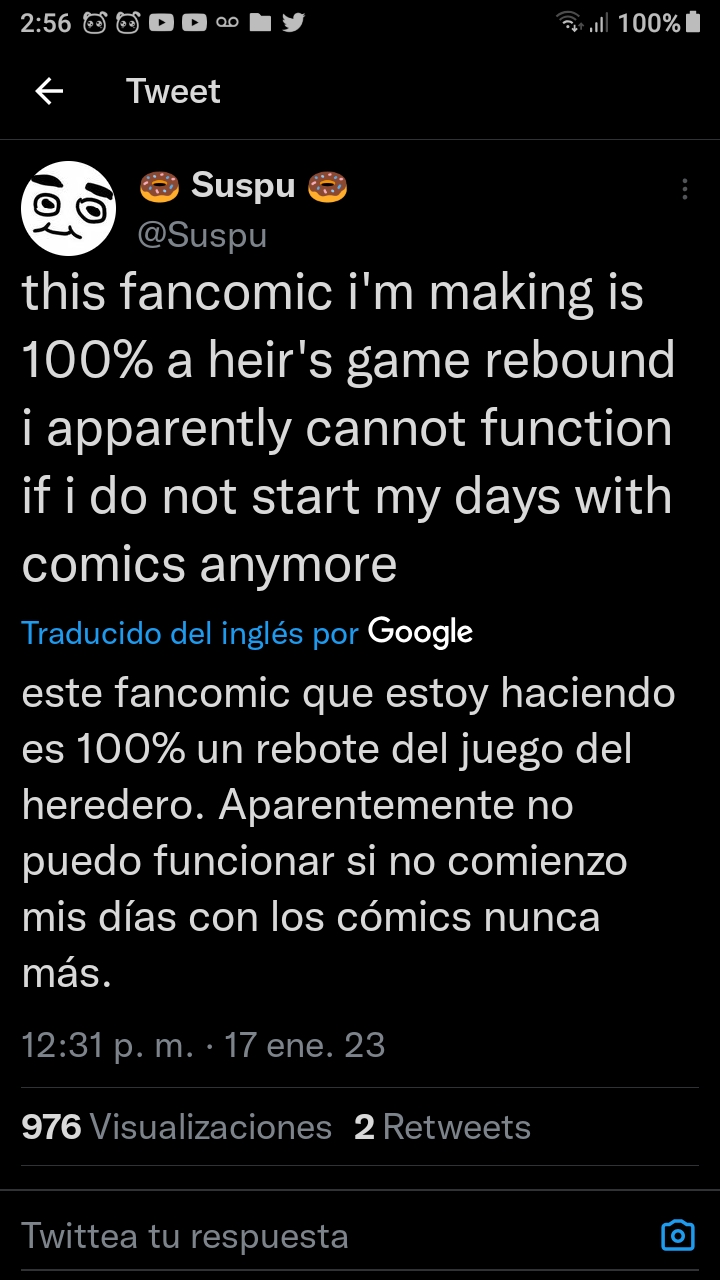 2:56 100%
Tweet
🍩 Suspu 🍩
@Suspu
this fancomic i'm making is
100% a heir's game rebound
i apparently cannot function
if i do not start my days with
comics anymore
Traducido del inglés por Google
este fancomic que estoy haciendo
es 100% un rebote del juego del
heredero. Aparentemente no
puedo funcionar si no comienzo
mis días con los cómics nunca
más.
12:31 p. m. · 17 ene. 23
976 Visualizaciones 2 Retweets
Twittea tu respuesta